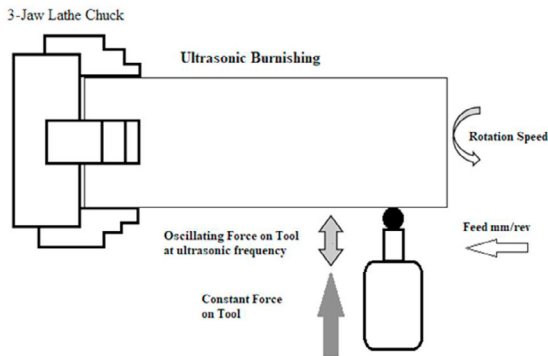 3-Jaw Lathe Chuck
Ultrasonic Burnishing
Rotation Speed
Oscillating Force on Tool
at ultrasonic frequency
Feed mm/rev
Constant Force
on Tool